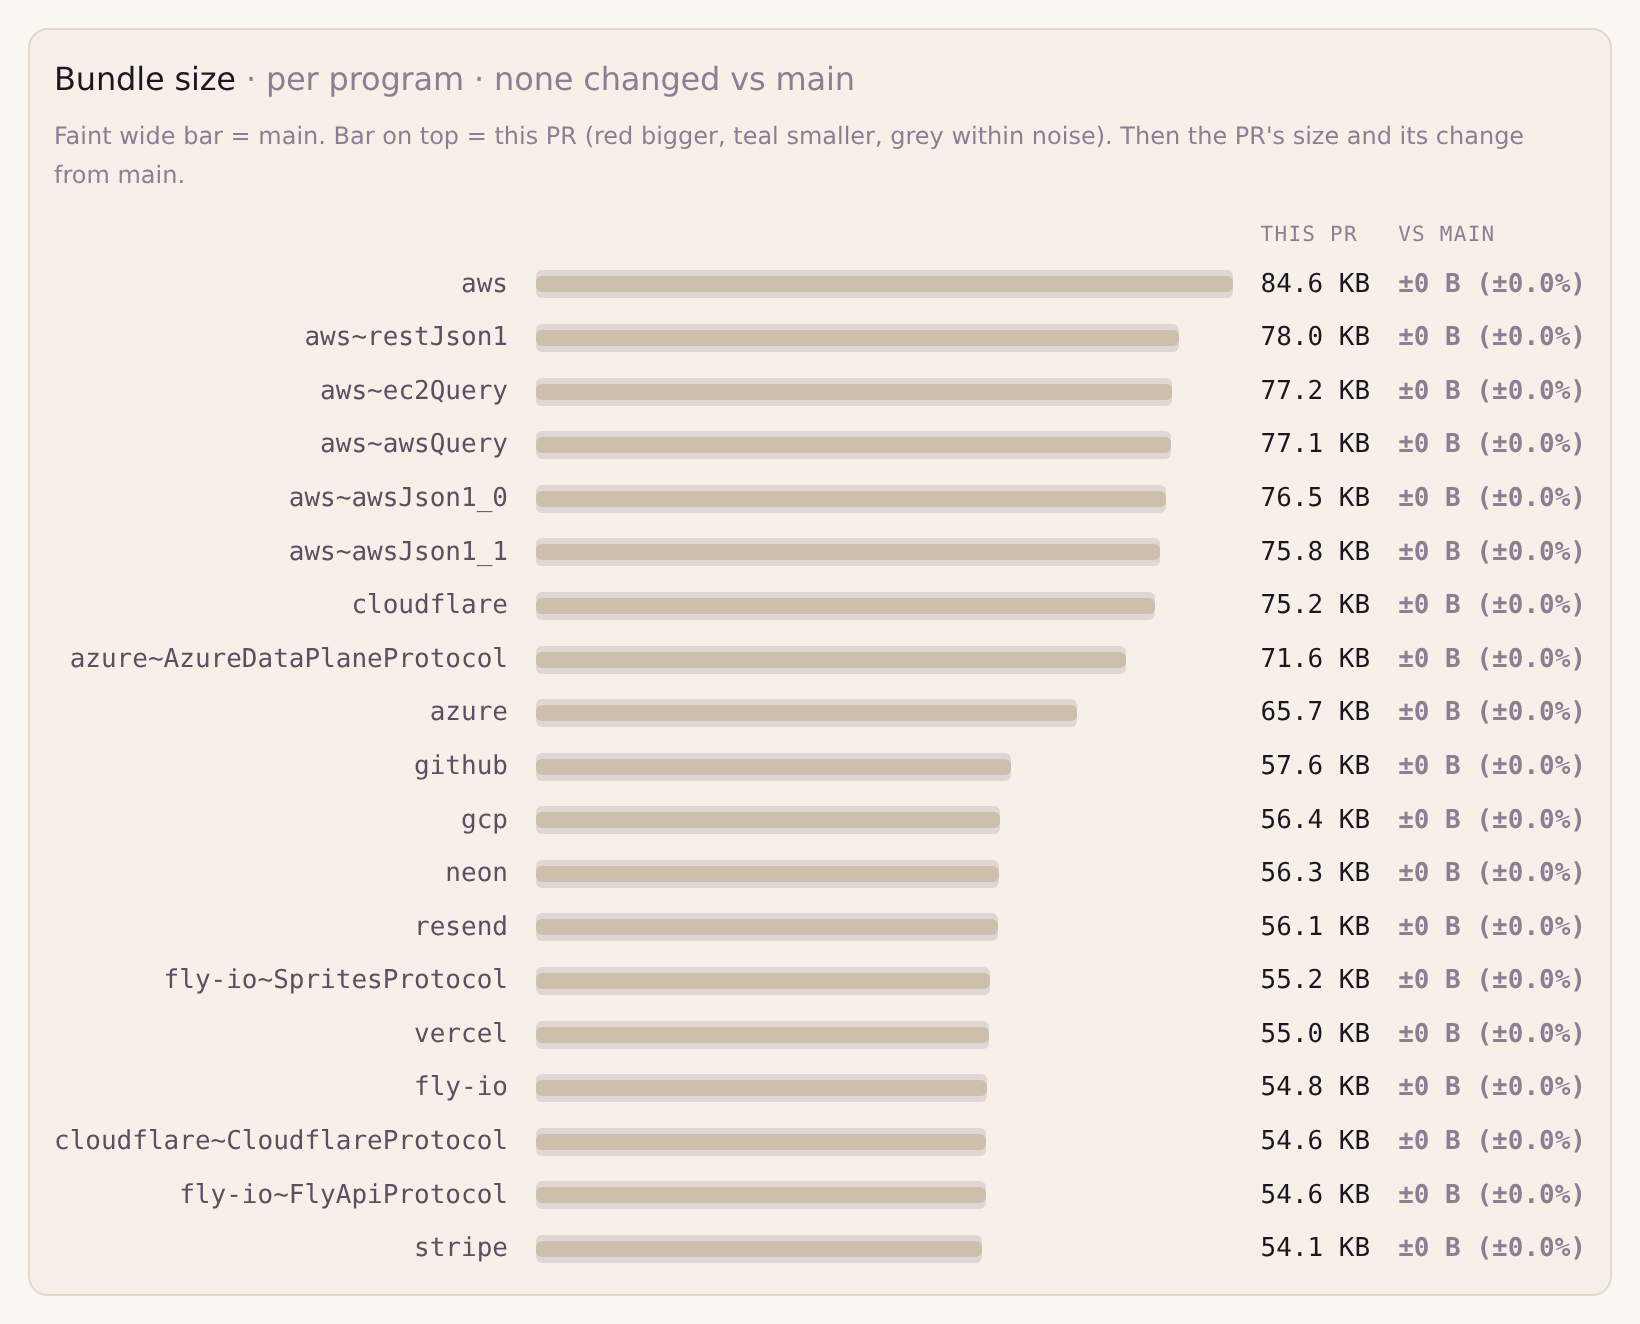 Bundle size · per program · none changed vs main
Faint wide bar = main. Bar on top = this PR (red bigger, teal smaller, grey within noise). Then the PR's size and its change
from main.
THIS PR VS MAIN
aws 84.6 KB ±0 B (±0.0%)
aws~restJson1 78.0 KB ±0 B (±0.0%)
aws~ec2Query 77.2 KB ±0 B (±0.0%)
aws~awsQuery 77.1 KB ±0 B (±0.0%)
aws~awsJson1_0 76.5 KB ±0 B (±0.0%)
aws~awsJson1_1 75.8 KB ±0 B (±0.0%)
cloudflare 75.2 KB ±0 B (±0.0%)
azure~AzureDataPlaneProtocol 71.6 KB ±0 B (±0.0%)
azure 65.7 KB ±0 B (±0.0%)
github 57.6 KB ±0 B (±0.0%)
gcp 56.4 KB ±0 B (±0.0%)
neon 56.3 KB ±0 B (±0.0%)
resend 56.1 KB ±0 B (±0.0%)
fly-io~SpritesProtocol 55.2 KB ±0 B (±0.0%)
vercel 55.0 KB ±0 B (±0.0%)
fly-io 54.8 KB ±0 B (±0.0%)
cloudflare~CloudflareProtocol 54.6 KB ±0 B (±0.0%)
fly-io~FlyApiProtocol 54.6 KB ±0 B (±0.0%)
stripe 54.1 KB ±0 B (±0.0%)